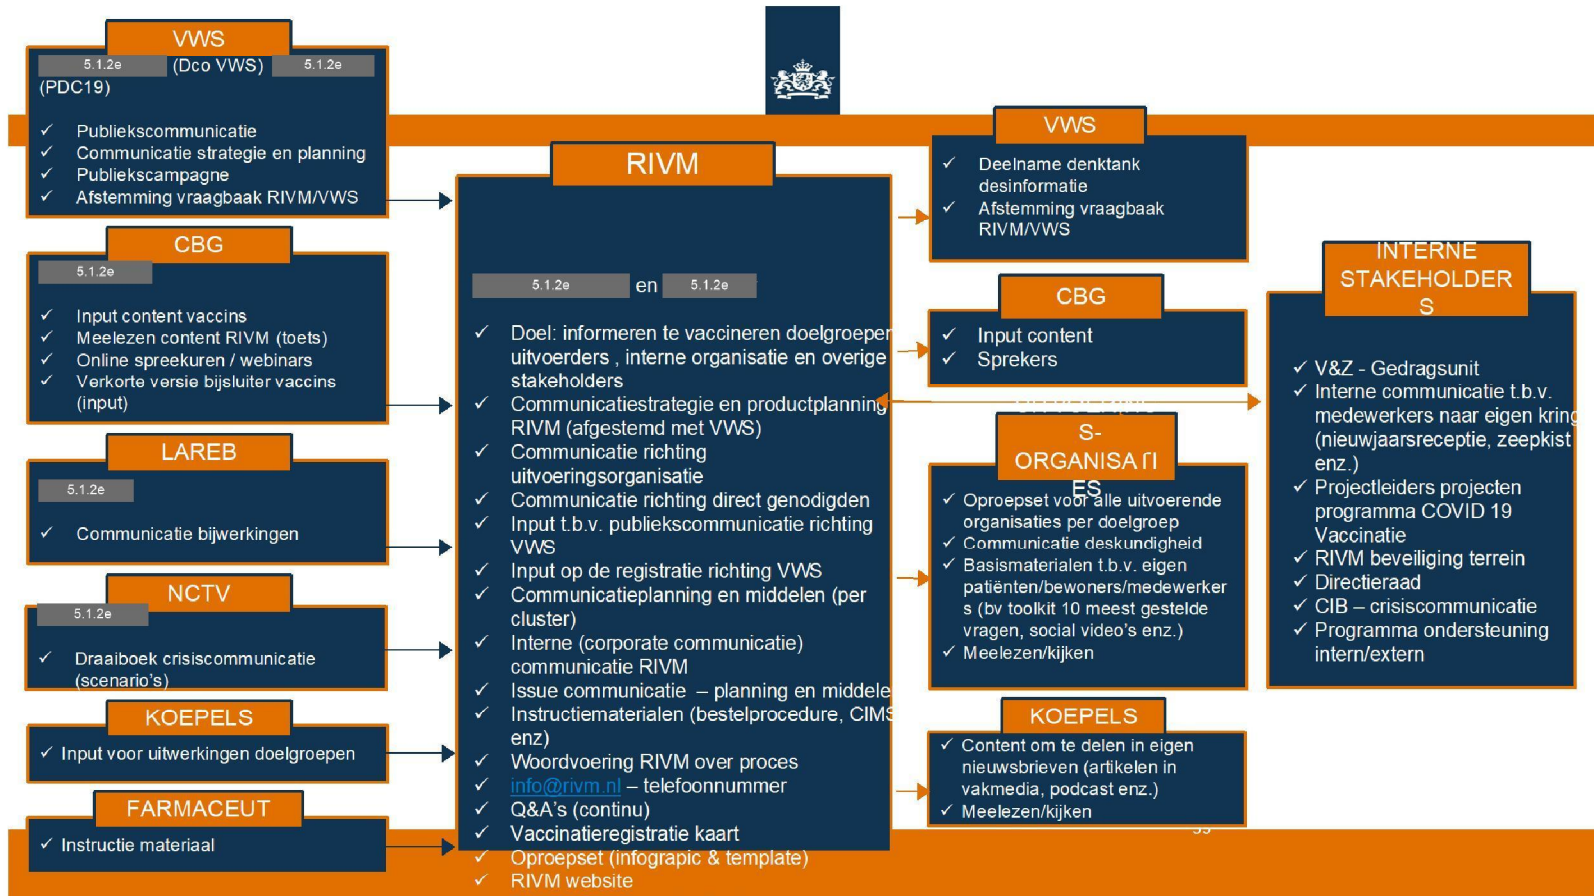 VWS
5.1.2e (Dco VWS) 5.1.2e
(PDC19)
✓ Publiekscommunicatie
✓ Communicatie strategie en planning
✓ Publiekscampagne
✓ Afstemming vraagbaak RIVM/VWS
CBG
5.1.2e
✓ Input content vaccins
✓ Meelezen content RIVM (toets)
✓ Online spreekuren / webinars
✓ Verkorte versie bijsluiter vaccins
(input)
LAREB
5.1.2e
✓ Communicatie bijwerkingen
NCTV
5.1.2e
✓ Draaiboek crisiscommunicatie
(scenario's)
KOEPELS
✓ Input voor uitwerkingen doelgroepen
FARMACEUT
✓ Instructie materiaal
RIVM
5.1.2e en 5.1.2e
✓ Doel: informeren te vaccineren doelgroepen
uitvoerders , interne organisatie en overige
stakeholders
✓ Communicatiestrategie en productplanning
RIVM (afgestemd met VWS)
✓ Communicatie richting
uitvoeringsorganisatie
✓ Communicatie richting direct genodigden
✓ Input t.b.v. publiekscommunicatie richting
VWS
✓ Input op de registratie richting VWS
✓ Communicatieplanning en middelen (per
cluster)
✓ Interne (corporate communicatie)
communicatie RIVM
✓ Issue communicatie – planning en middele
✓ Instructiematerialen (bestelprocedure, CIMS
enz)
✓ Woordvoering RIVM over proces
✓ info@rivm.nl – telefoonnummer
✓ Q&A's (continu)
✓ Vaccinatieregistratie kaart
✓ Oproepset (infograpic & template)
✓ RIVM website
VWS
✓ Deelname denktank
desinformatie
✓ Afstemming vraagbaak
RIVM/VWS
CBG
✓ Input content
✓ Sprekers
S-
ORGANISATI
ES
✓ Oproepset voor alle uitvoerende
organisaties per doelgroep
✓ Communicatie deskundigheid
✓ Basismaterialen t.b.v. eigen
patiënten/bewoners/medewerker
s (bv toolkit 10 meest gestelde
vragen, social video's enz.)
✓ Meelezen/kijken
KOEPELS
✓ Content om te delen in eigen
nieuwsbrieven (artikelen in
vakmedia, podcast enz.)
✓ Meelezen/kijken
INTERNE
STAKEHOLDER
S
✓ V&Z - Gedragsunit
✓ Interne communicatie t.b.v.
medewerkers naar eigen kring
(nieuwjaarsreceptie, zeepkist
enz.)
✓ Projectleiders projecten
programma COVID 19
Vaccinatie
✓ RIVM beveiliging terrein
✓ Directieraad
✓ CIB – crisiscommunicatie
✓ Programma ondersteuning
intern/extern